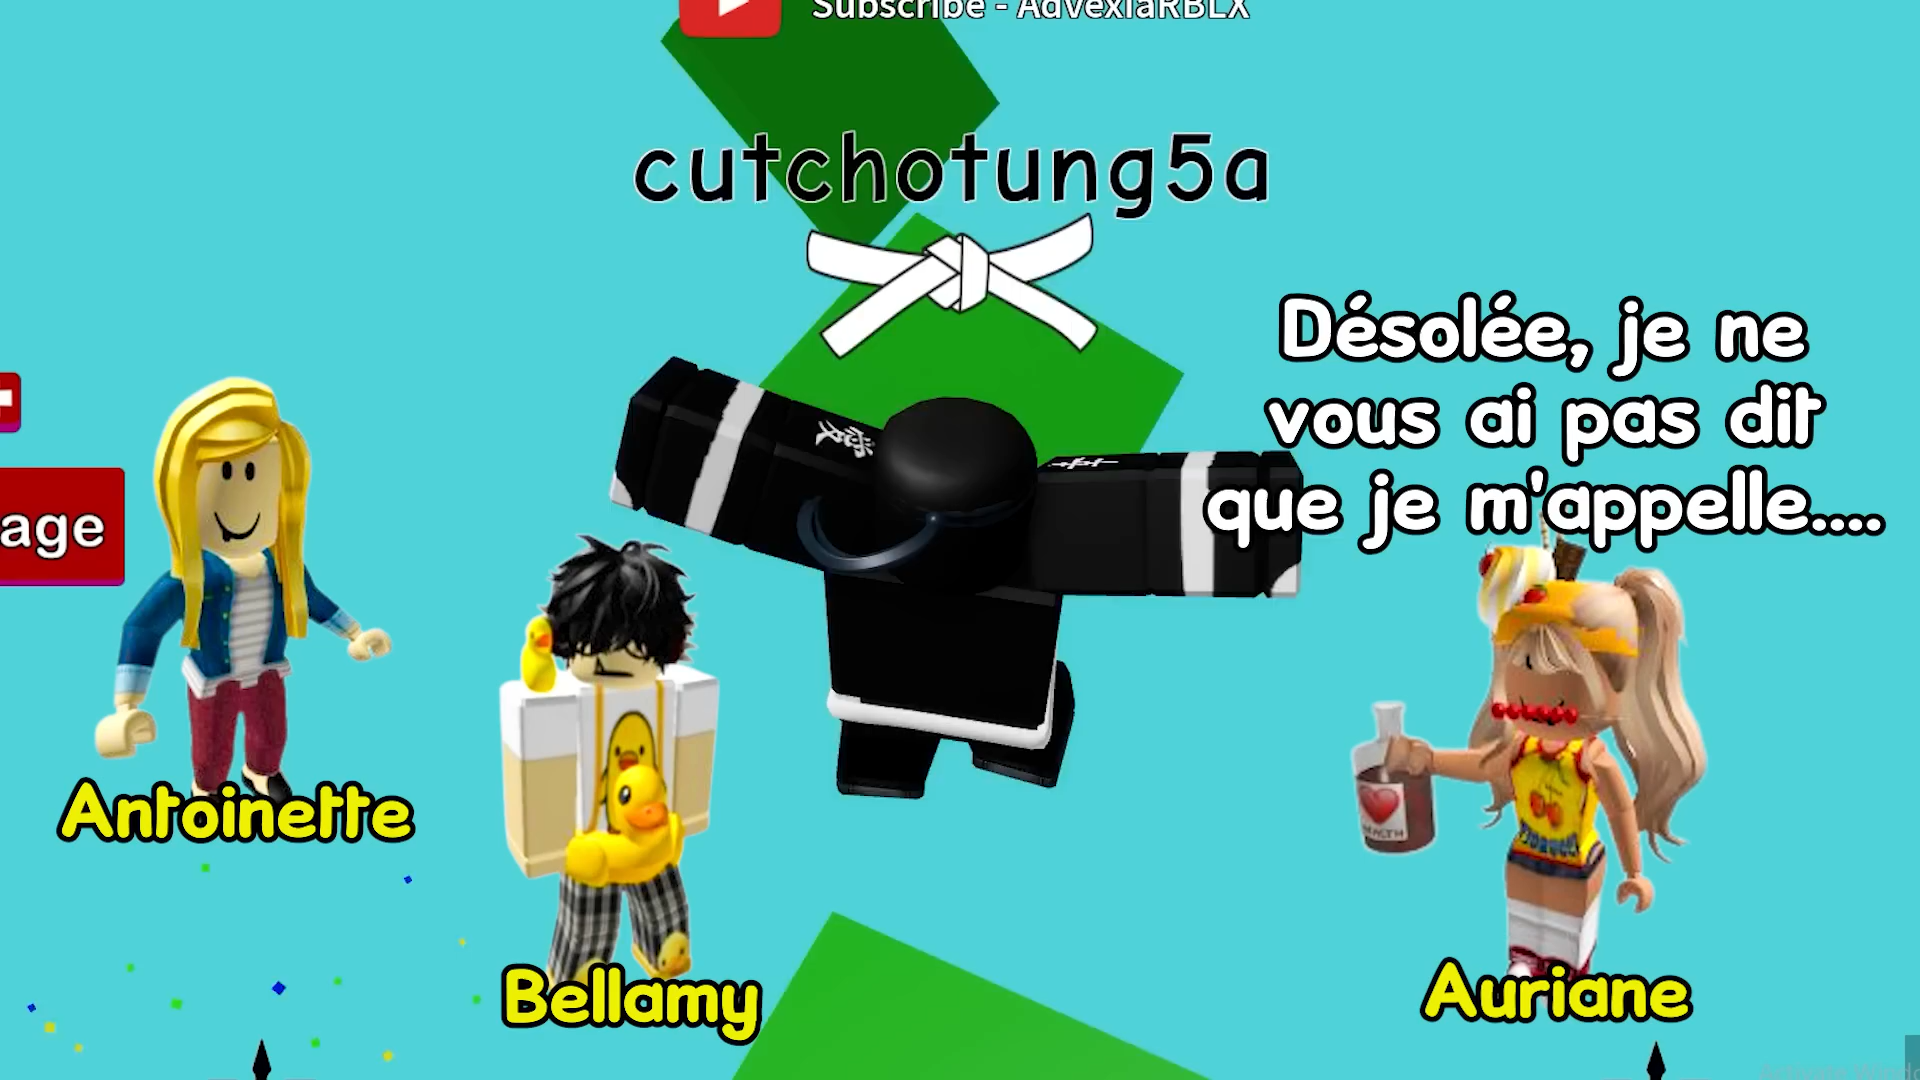 Subscribe - AdvexiaRBLX
cutchotung5a
Désolée, je ne
vous ai pas dit
que je m'appelle....
age
Antoinette
Bellamy
Auriane